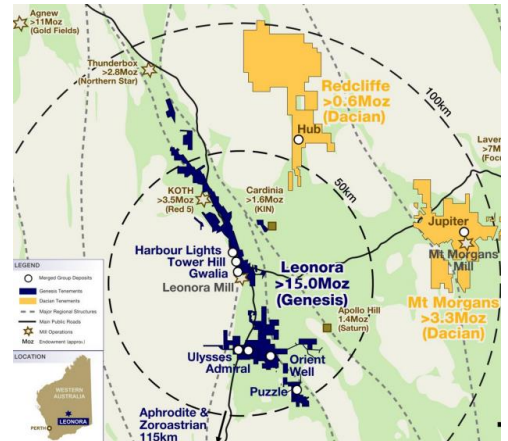 Agnew
>11Moz
(Gold Fields)
Thunderbox
>2.8Moz
(Northern Star)
Redcliffe
>0.6Moz
(Dacian)
100km
Hub
50km
KOTH
>3.5Moz
(Red 5)
Cardinia
>1.6Moz
(KIN)
Laver
>7M
(Focu
Jupiter
Mt Morgans
Mill
Harbour Lights
Tower Hill
Gwalia
Leonora Mill
Leonora
>15.0Moz
(Genesis)
Mt Morgans
>3.3Moz
(Dacian)
Apollo Hill
1.4Moz
(Saturn)
Ulysses
Admiral
Orient
Well
Puzzle
Aphrodite &
Zoroastrian
115km
LEGEND
Merged Group Deposits
Genesis Tenements
Dacian Tenements
Major Regional Structures
Main Public Roads
Mill Operations
Moz Endowment (approx.)
LOCATION
WESTERN
AUSTRALIA
LEONORA
PERTH